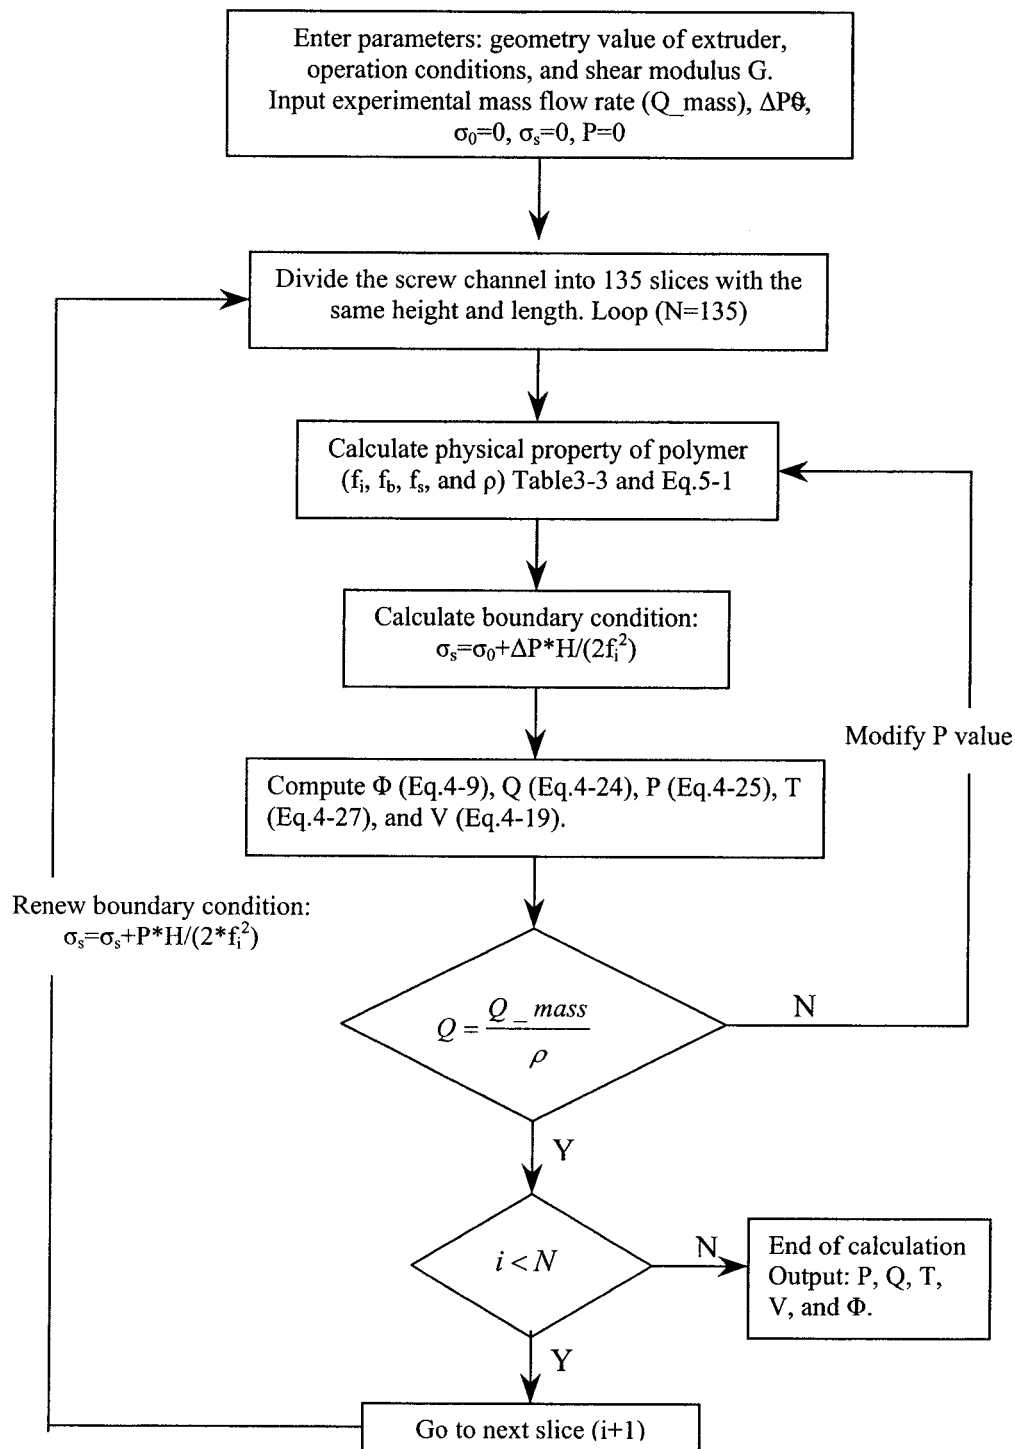 Enter parameters: geometry value of extruder,
operation conditions, and shear modulus G.
Input experimental mass flow rate (Q_mass), ΔPθ,
σ₀=0, σₛ=0, P=0
Divide the screw channel into 135 slices with the
same height and length. Loop (N=135)
Calculate physical property of polymer
(fᵢ, f_b, fₛ, and ρ) Table3-3 and Eq.5-1
Calculate boundary condition:
σₛ=σ₀+ΔP*H/(2fᵢ²)
Modify P value
Compute Φ (Eq.4-9), Q (Eq.4-24), P (Eq.4-25), T
(Eq.4-27), and V (Eq.4-19).
Renew boundary condition:
σₛ=σₛ+P*H/(2*fᵢ²)
Q = Q_mass / ρ
N
Y
i < N
N
End of calculation
Output: P, Q, T,
V, and Φ.
Y
Go to next slice (i+1)